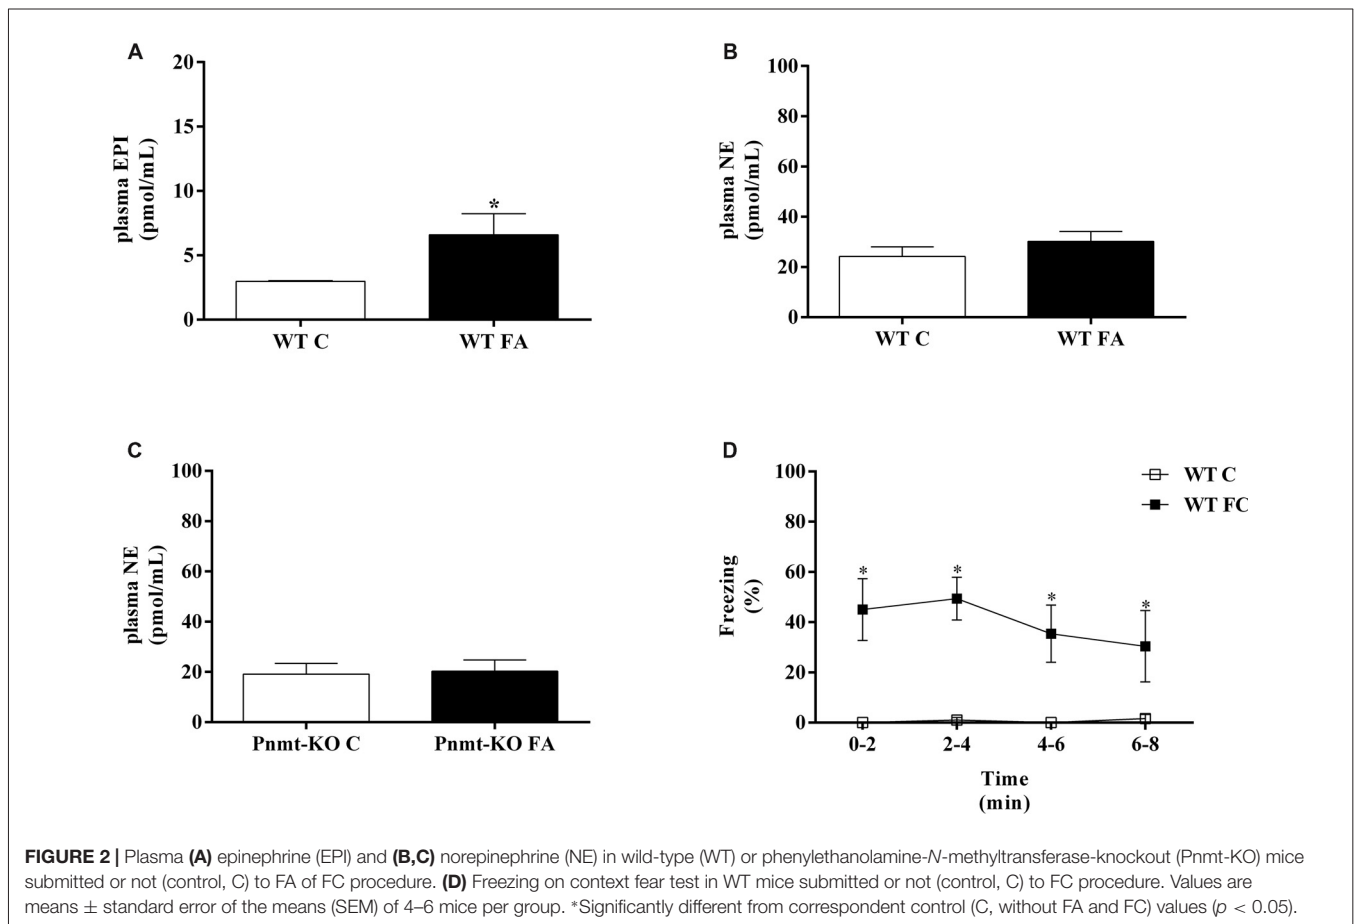 A
20
15
10
5
0
plasma EPI
(pmol/mL)
*
WT C
WT FA
B
100
80
60
40
20
0
plasma NE
(pmol/mL)
WT C
WT FA
C
100
80
60
40
20
0
plasma NE
(pmol/mL)
Pnmt-KO C
Pnmt-KO FA
D
100
80
60
40
20
0
Freezing
(%)
WT C
WT FC
*
*
*
*
0-2
2-4
4-6
6-8
Time
(min)
FIGURE 2 | Plasma (A) epinephrine (EPI) and (B,C) norepinephrine (NE) in wild-type (WT) or phenylethanolamine-N-methyltransferase-knockout (Pnmt-KO) mice
submitted or not (control, C) to FA of FC procedure. (D) Freezing on context fear test in WT mice submitted or not (control, C) to FC procedure. Values are
means ± standard error of the means (SEM) of 4–6 mice per group. *Significantly different from correspondent control (C, without FA and FC) values (p < 0.05).